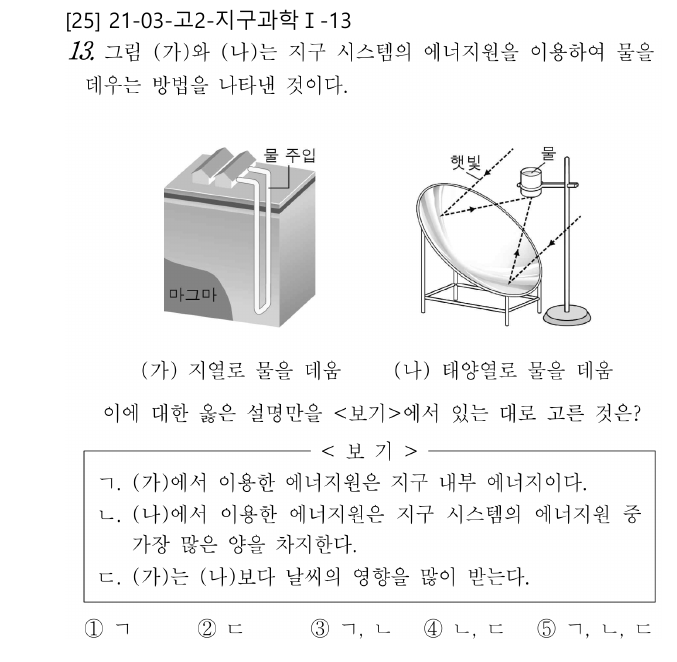 [25] 21-03-고2-지구과학Ⅰ-13
13. 그림 (가)와 (나)는 지구 시스템의 에너지원을 이용하여 물을
데우는 방법을 나타낸 것이다.
물 주입
마그마
햇빛
물
(가) 지열로 물을 데움 (나) 태양열로 물을 데움
이에 대한 옳은 설명만을 <보기>에서 있는 대로 고른 것은?
< 보 기 >
ㄱ. (가)에서 이용한 에너지원은 지구 내부 에너지이다.
ㄴ. (나)에서 이용한 에너지원은 지구 시스템의 에너지원 중
가장 많은 양을 차지한다.
ㄷ. (가)는 (나)보다 날씨의 영향을 많이 받는다.
① ㄱ ② ㄷ ③ ㄱ, ㄴ ④ ㄴ, ㄷ ⑤ ㄱ, ㄴ, ㄷ